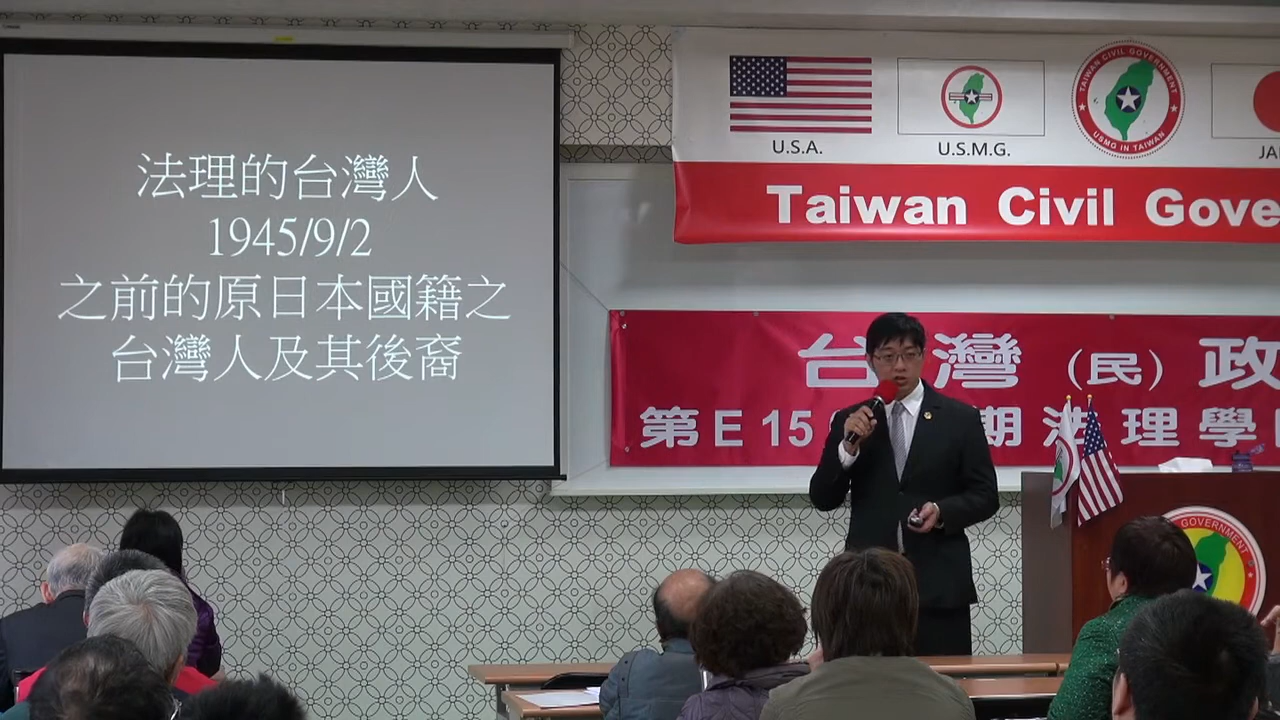 法理的台灣人
1945/9/2
之前的原日本國籍之
台灣人及其後裔
U.S.A.
U.S.M.G.
TAIWAN CIVIL GOVERNMENT
USMG IN TAIWAN
JA
Taiwan Civil Gove
台灣（民）政
第E15 期法理學
GOVERNMENT